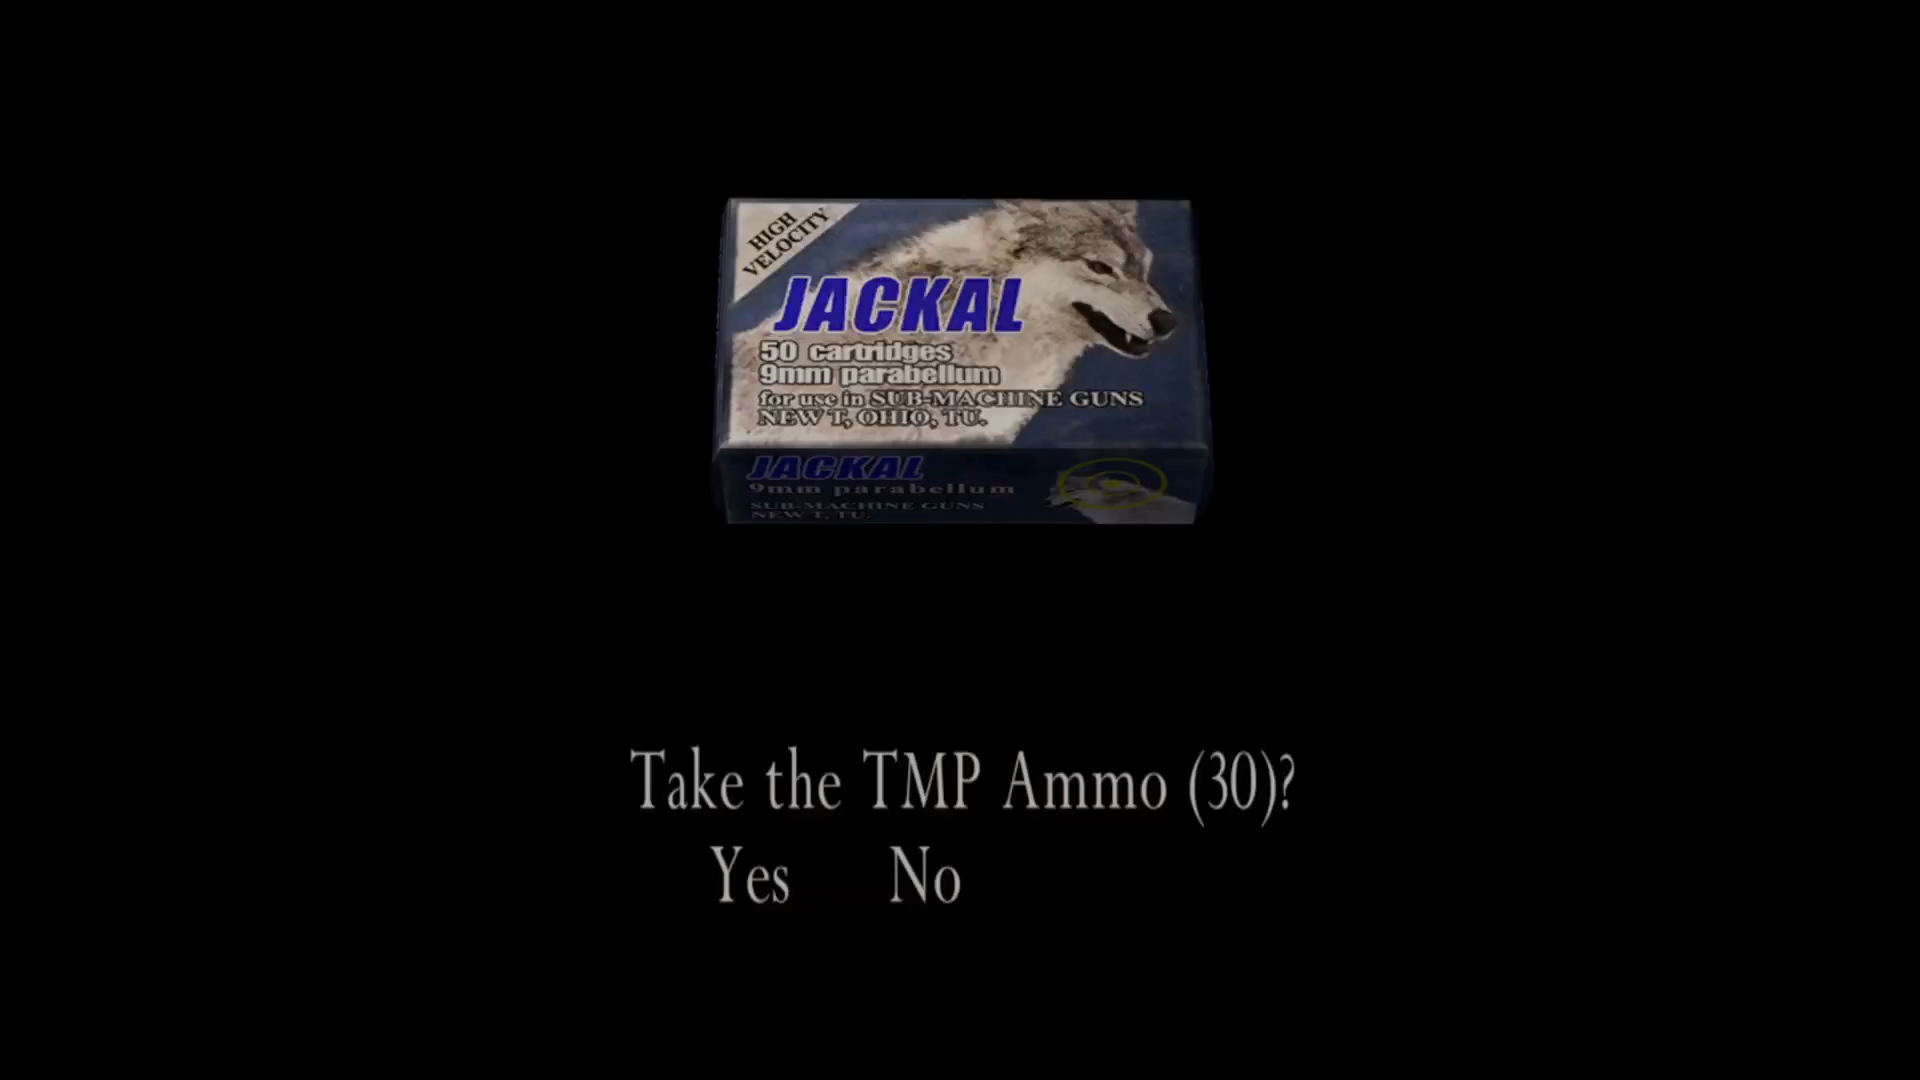 HIGH
VELOCITY
JACKAL
50 cartridges
9mm parabellum
for use in SUB-MACHINE GUNS
NEW T, OHIO, TU.
JACKAL
9mm parabellum
SUB-MACHINE GUNS
NEW T, TU.
Take the TMP Ammo (30)?
Yes No